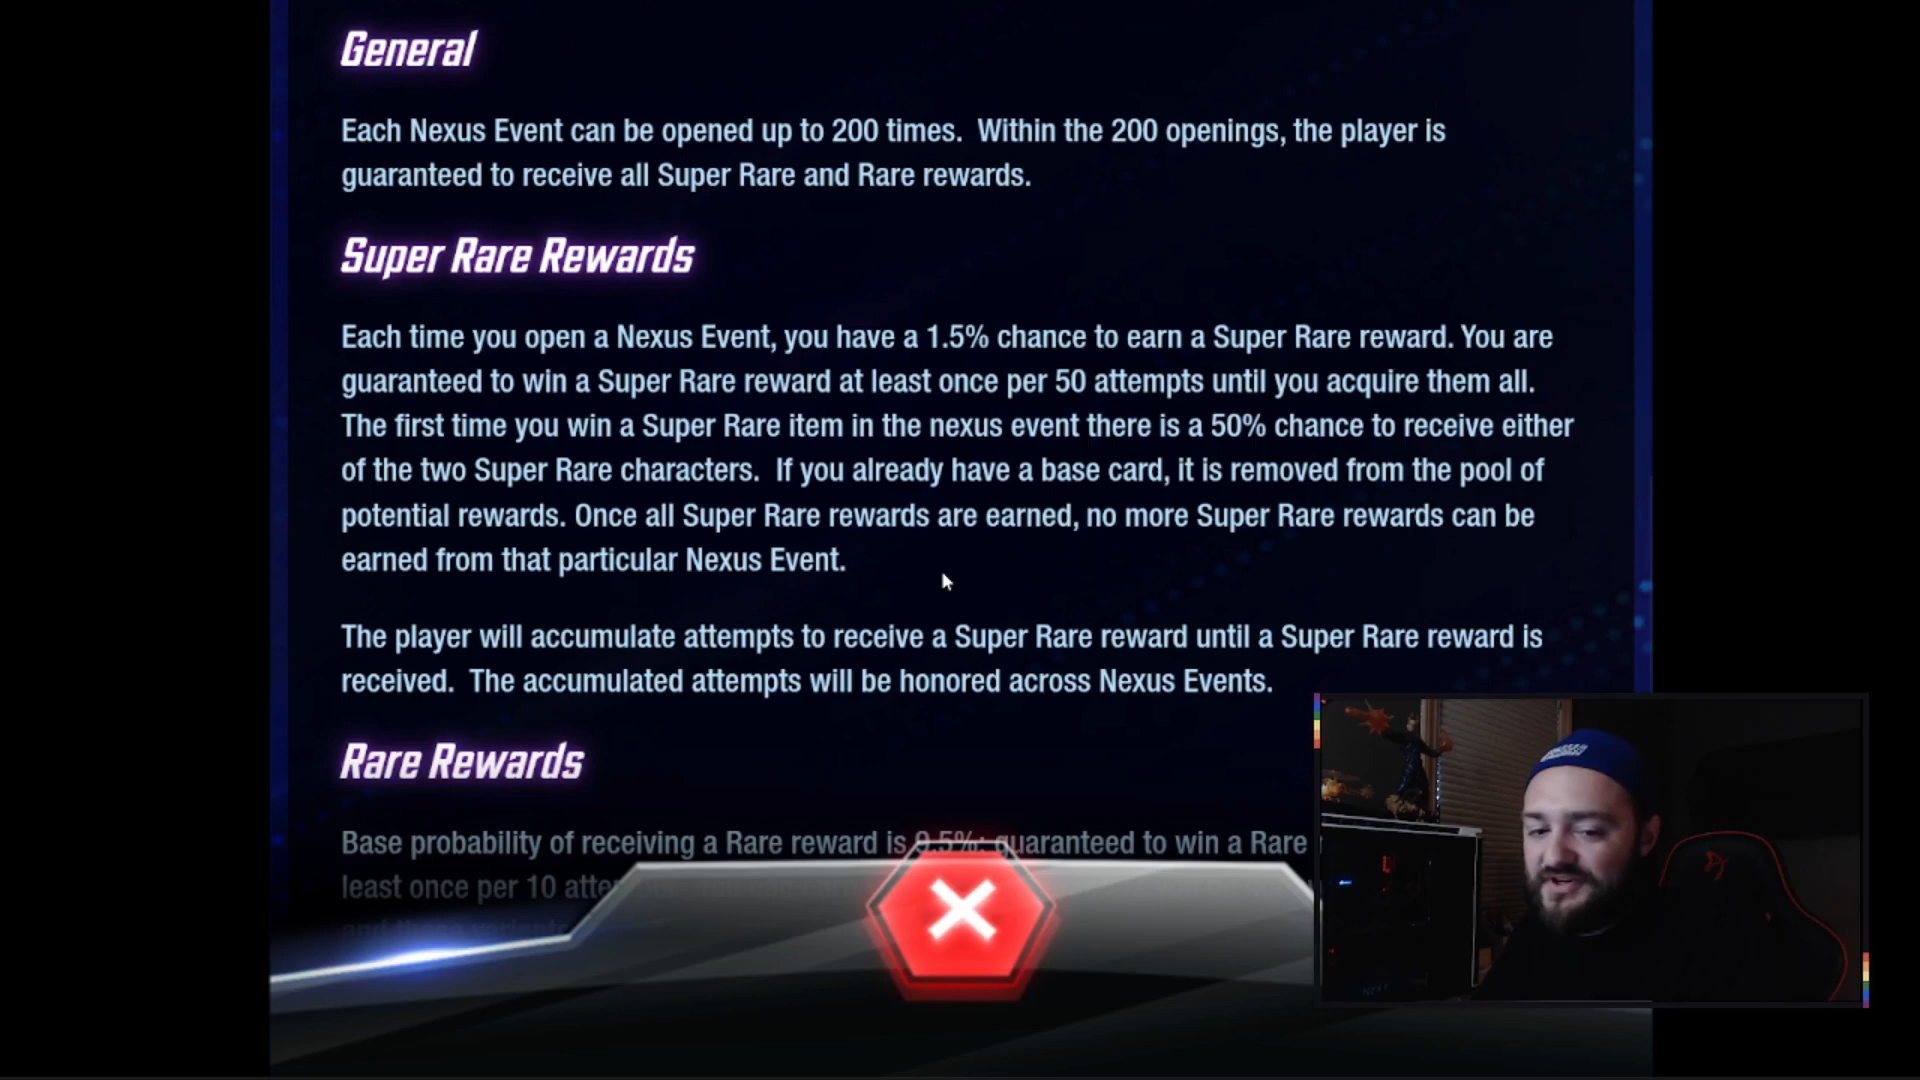 General
Each Nexus Event can be opened up to 200 times.  Within the 200 openings, the player is
guaranteed to receive all Super Rare and Rare rewards.
Super Rare Rewards
Each time you open a Nexus Event, you have a 1.5% chance to earn a Super Rare reward. You are
guaranteed to win a Super Rare reward at least once per 50 attempts until you acquire them all.
The first time you win a Super Rare item in the nexus event there is a 50% chance to receive either
of the two Super Rare characters.  If you already have a base card, it is removed from the pool of
potential rewards. Once all Super Rare rewards are earned, no more Super Rare rewards can be
earned from that particular Nexus Event.
The player will accumulate attempts to receive a Super Rare reward until a Super Rare reward is
received.  The accumulated attempts will be honored across Nexus Events.
Rare Rewards
Base probability of receiving a Rare reward is 9.5%; guaranteed to win a Rare
least once per 10